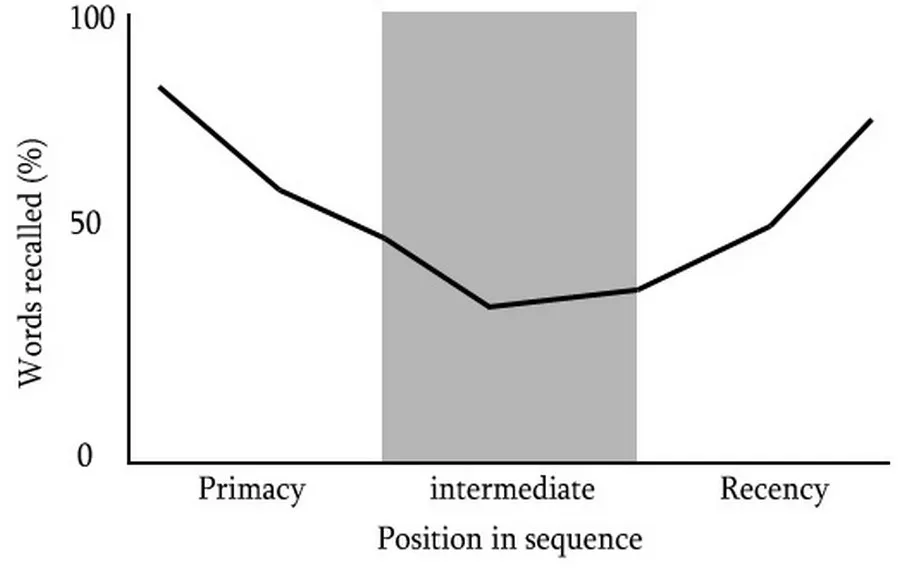 100
Words recalled (%)
50
0
Primacy intermediate Recency
Position in sequence